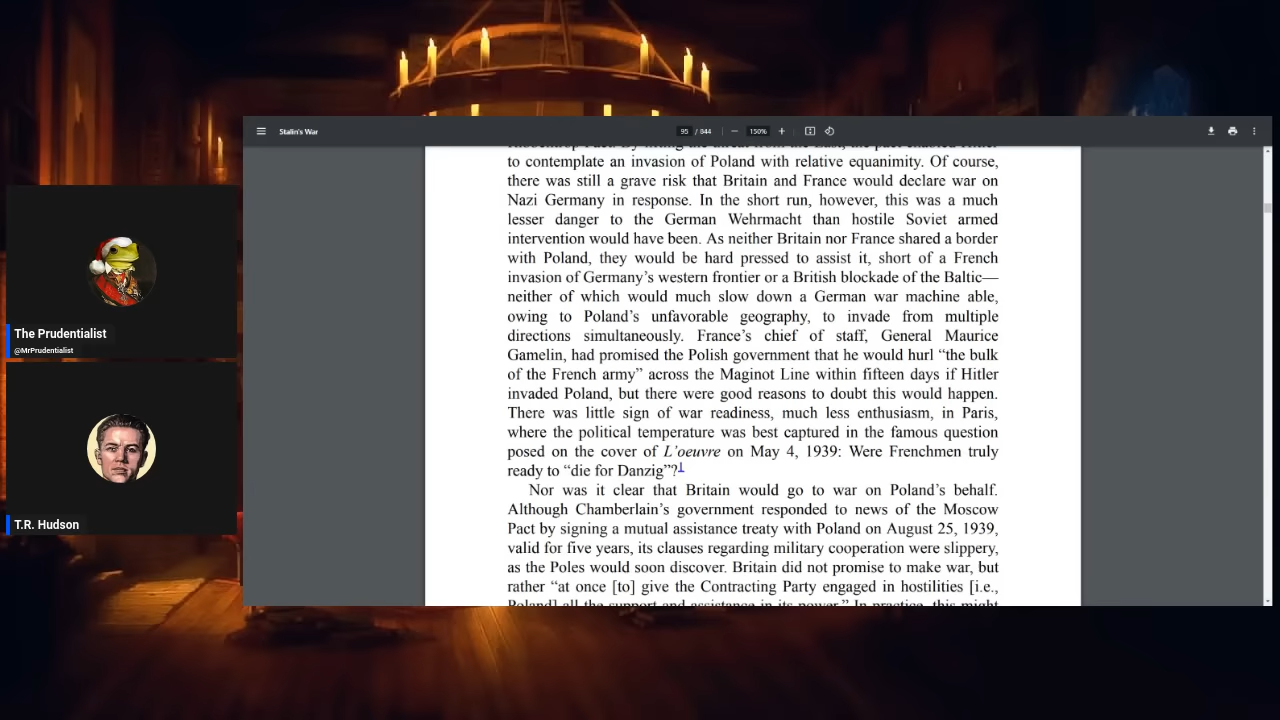 Stalin's War
95 / 844
150%
to contemplate an invasion of Poland with relative equanimity. Of course,
there was still a grave risk that Britain and France would declare war on
Nazi Germany in response. In the short run, however, this was a much
lesser danger to the German Wehrmacht than hostile Soviet armed
intervention would have been. As neither Britain nor France shared a border
with Poland, they would be hard pressed to assist it, short of a French
invasion of Germany’s western frontier or a British blockade of the Baltic—
neither of which would much slow down a German war machine able,
owing to Poland’s unfavorable geography, to invade from multiple
directions simultaneously. France’s chief of staff, General Maurice
Gamelin, had promised the Polish government that he would hurl “the bulk
of the French army” across the Maginot Line within fifteen days if Hitler
invaded Poland, but there were good reasons to doubt this would happen.
There was little sign of war readiness, much less enthusiasm, in Paris,
where the political temperature was best captured in the famous question
posed on the cover of L’oeuvre on May 4, 1939: Were Frenchmen truly
ready to “die for Danzig”?1
Nor was it clear that Britain would go to war on Poland’s behalf.
Although Chamberlain’s government responded to news of the Moscow
Pact by signing a mutual assistance treaty with Poland on August 25, 1939,
valid for five years, its clauses regarding military cooperation were slippery,
as the Poles would soon discover. Britain did not promise to make war, but
rather “at once [to] give the Contracting Party engaged in hostilities [i.e.,
Poland] all the support and assistance in its power.” In practice, this might
The Prudentialist
@MrPrudentialist
T.R. Hudson